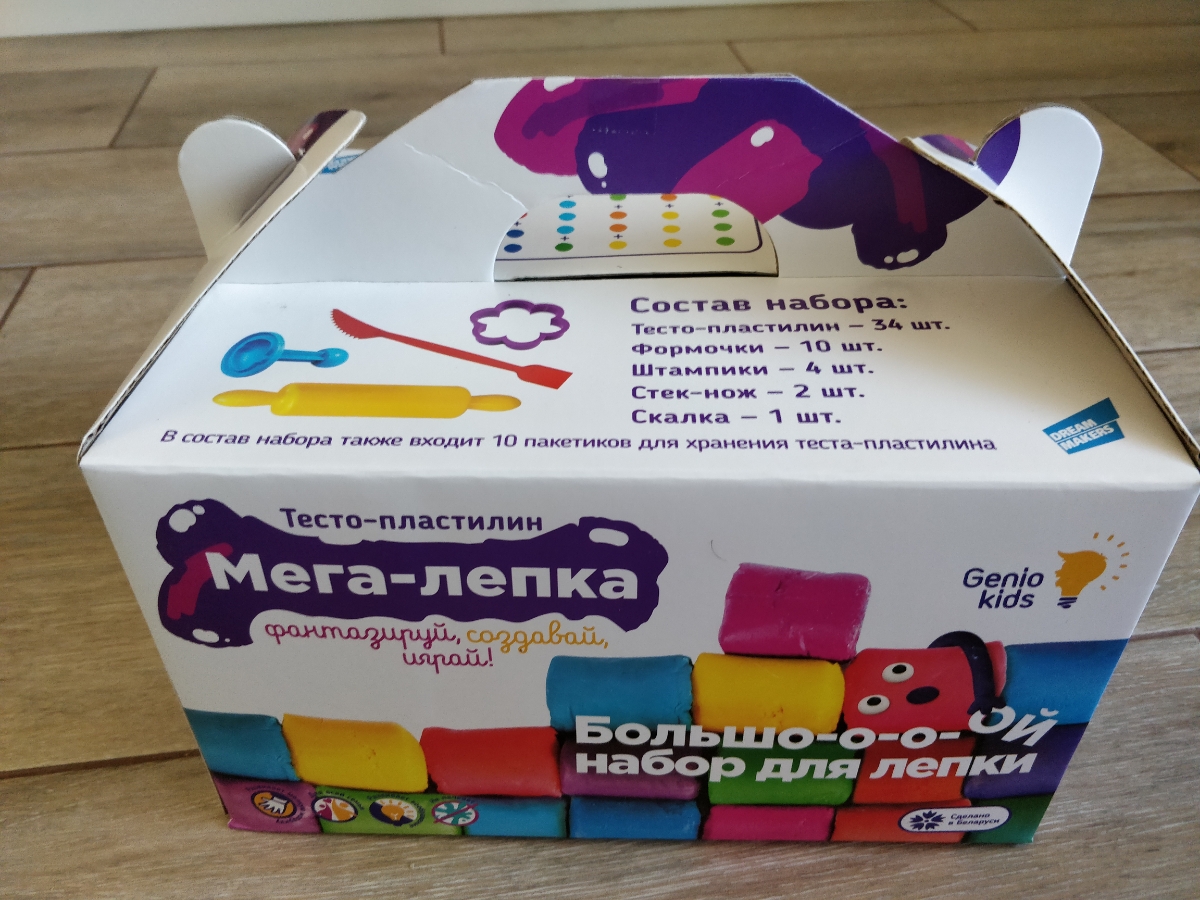 Состав набора:
Тесто-пластилин – 34 шт.
Формочки – 10 шт.
Штампики – 4 шт.
Стек-нож – 2 шт.
Скалка – 1 шт.
В состав набора также входит 10 пакетиков для хранения теста-пластилина
DREAM
MAKERS
Тесто-пластилин
Мега-лепка
фантазируй, создавай,
играй!
Genio
kids
Большо-о-о-ой
набор для лепки
Сделано
в Беларуси